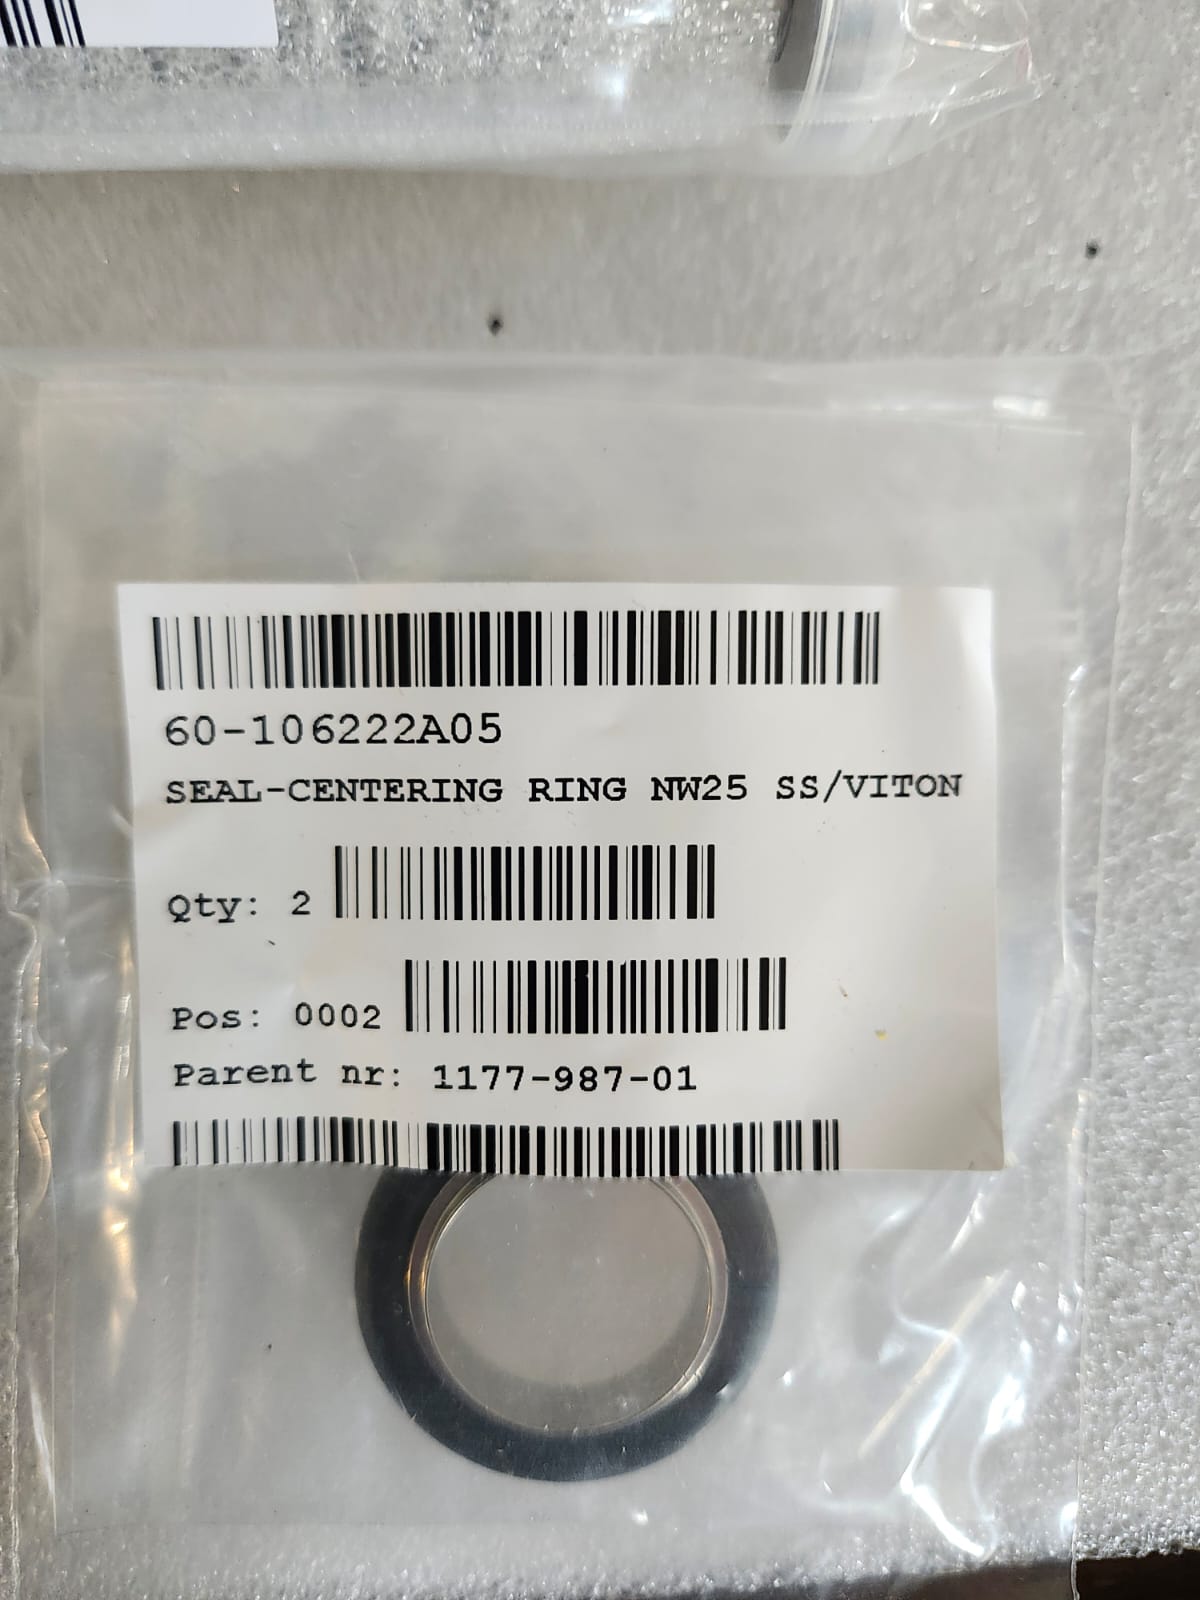 60-106222A05
SEAL-CENTERING RING NW25 SS/VITON
Qty: 2
Pos: 0002
Parent nr: 1177-987-01